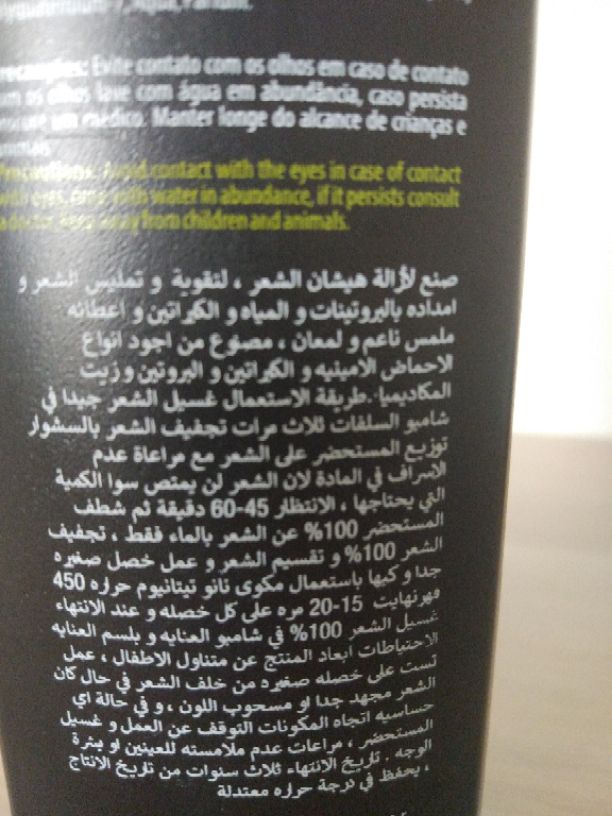 Aqua, Parfum.
Evite contato com os olhos em caso de contato
com os olhos lave com água em abundância, caso persista
um médico. Manter longe do alcance de crianças e
Precautions: Avoid contact with the eyes in case of contact
with eyes, with water in abundance, if it persists consult
a doctor. Keep away from children and animals.
صنع لأزالة هيشان الشعر ، لتقوية و تمليس الشعر و
امداده بالبروتينات و المياه و الكيراتين و اعطائه
ملمس ناعم و لمعان ، مصنوع من اجود انواع
الاحماض الامينيه و الكيراتين و البروتين و زيت
المكاديميا .طريقة الاستعمال غسيل الشعر جيدا في
شامبو السلفات ثلاث مرات تجفيف الشعر بالسشوار
توزيع المستحضر على الشعر مع مراعاة عدم
الاسراف في المادة لان الشعر لن يمتص سوا الكمية
التي يحتاجها ، الانتظار 45-60 دقيقة ثم شطف
المستحضر 100% عن الشعر بالماء فقط ، تجفيف
الشعر 100% و تقسيم الشعر و عمل خصل صغيره
جدا و كيها باستعمال مكوى نانو تيتانيوم حراره 450
فهرنهايت 15-20 مره على كل خصله و عند الانتهاء
غسيل الشعر 100% في شامبو العنايه و بلسم العنايه
الاحتياطات ابعاد المنتج عن متناول الاطفال ، عمل
تست على خصله صغيره من خلف الشعر في حال كان
الشعر مجهد جدا او مسحوب اللون ، و في حالة اي
حساسيه اتجاه المكونات التوقف عن العمل و غسيل
المستحضر ، مراعات عدم ملامسته للعينين او بشرة
الوجه . تاريخ الانتهاء ثلاث سنوات من تاريخ الانتاج
، يحفظ في درجة حراره معتدلة